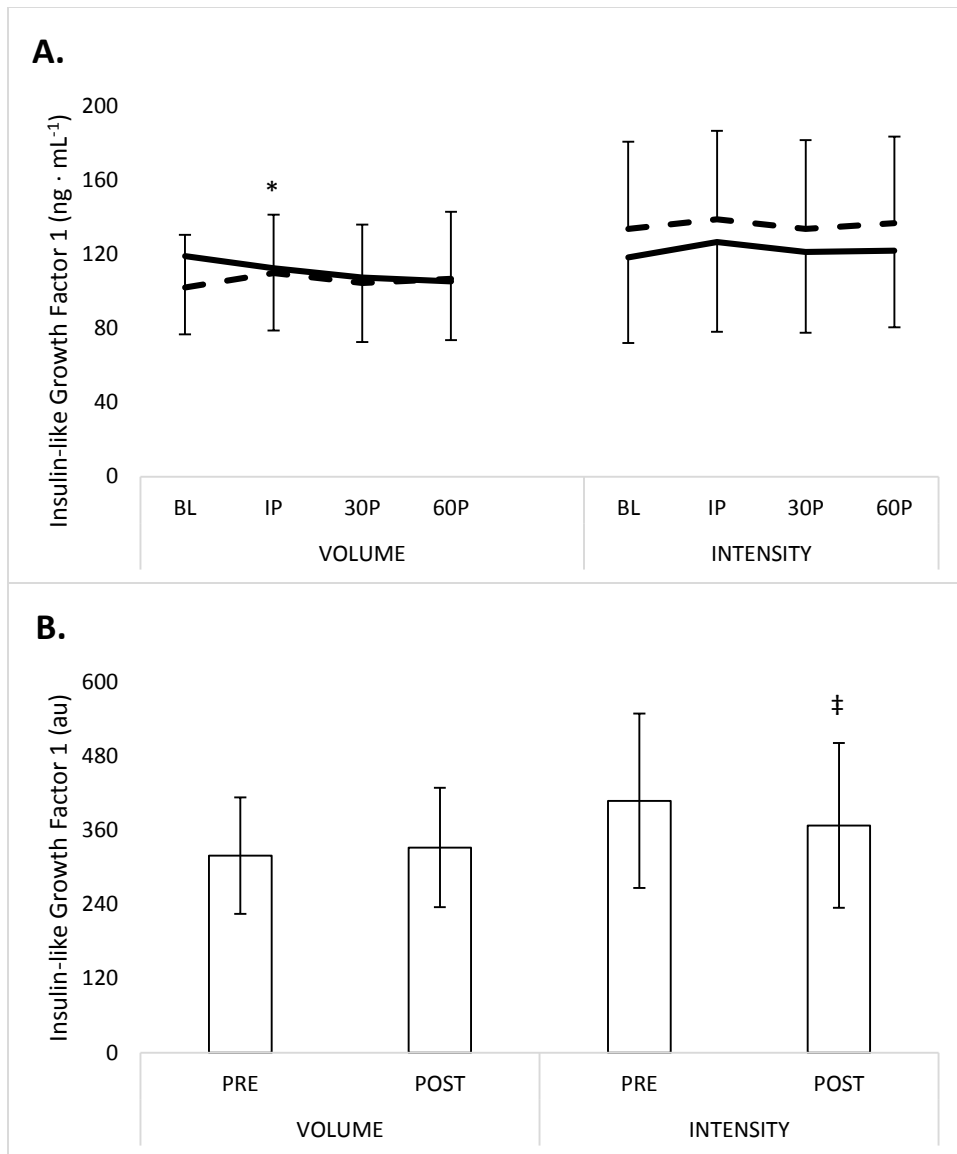 A.
Insulin-like Growth Factor 1 (ng · mL⁻¹)
200
160
120
80
40
0
*
BL IP 30P 60P BL IP 30P 60P
VOLUME INTENSITY
B.
Insulin-like Growth Factor 1 (au)
600
480
360
240
120
0
‡
PRE POST PRE POST
VOLUME INTENSITY